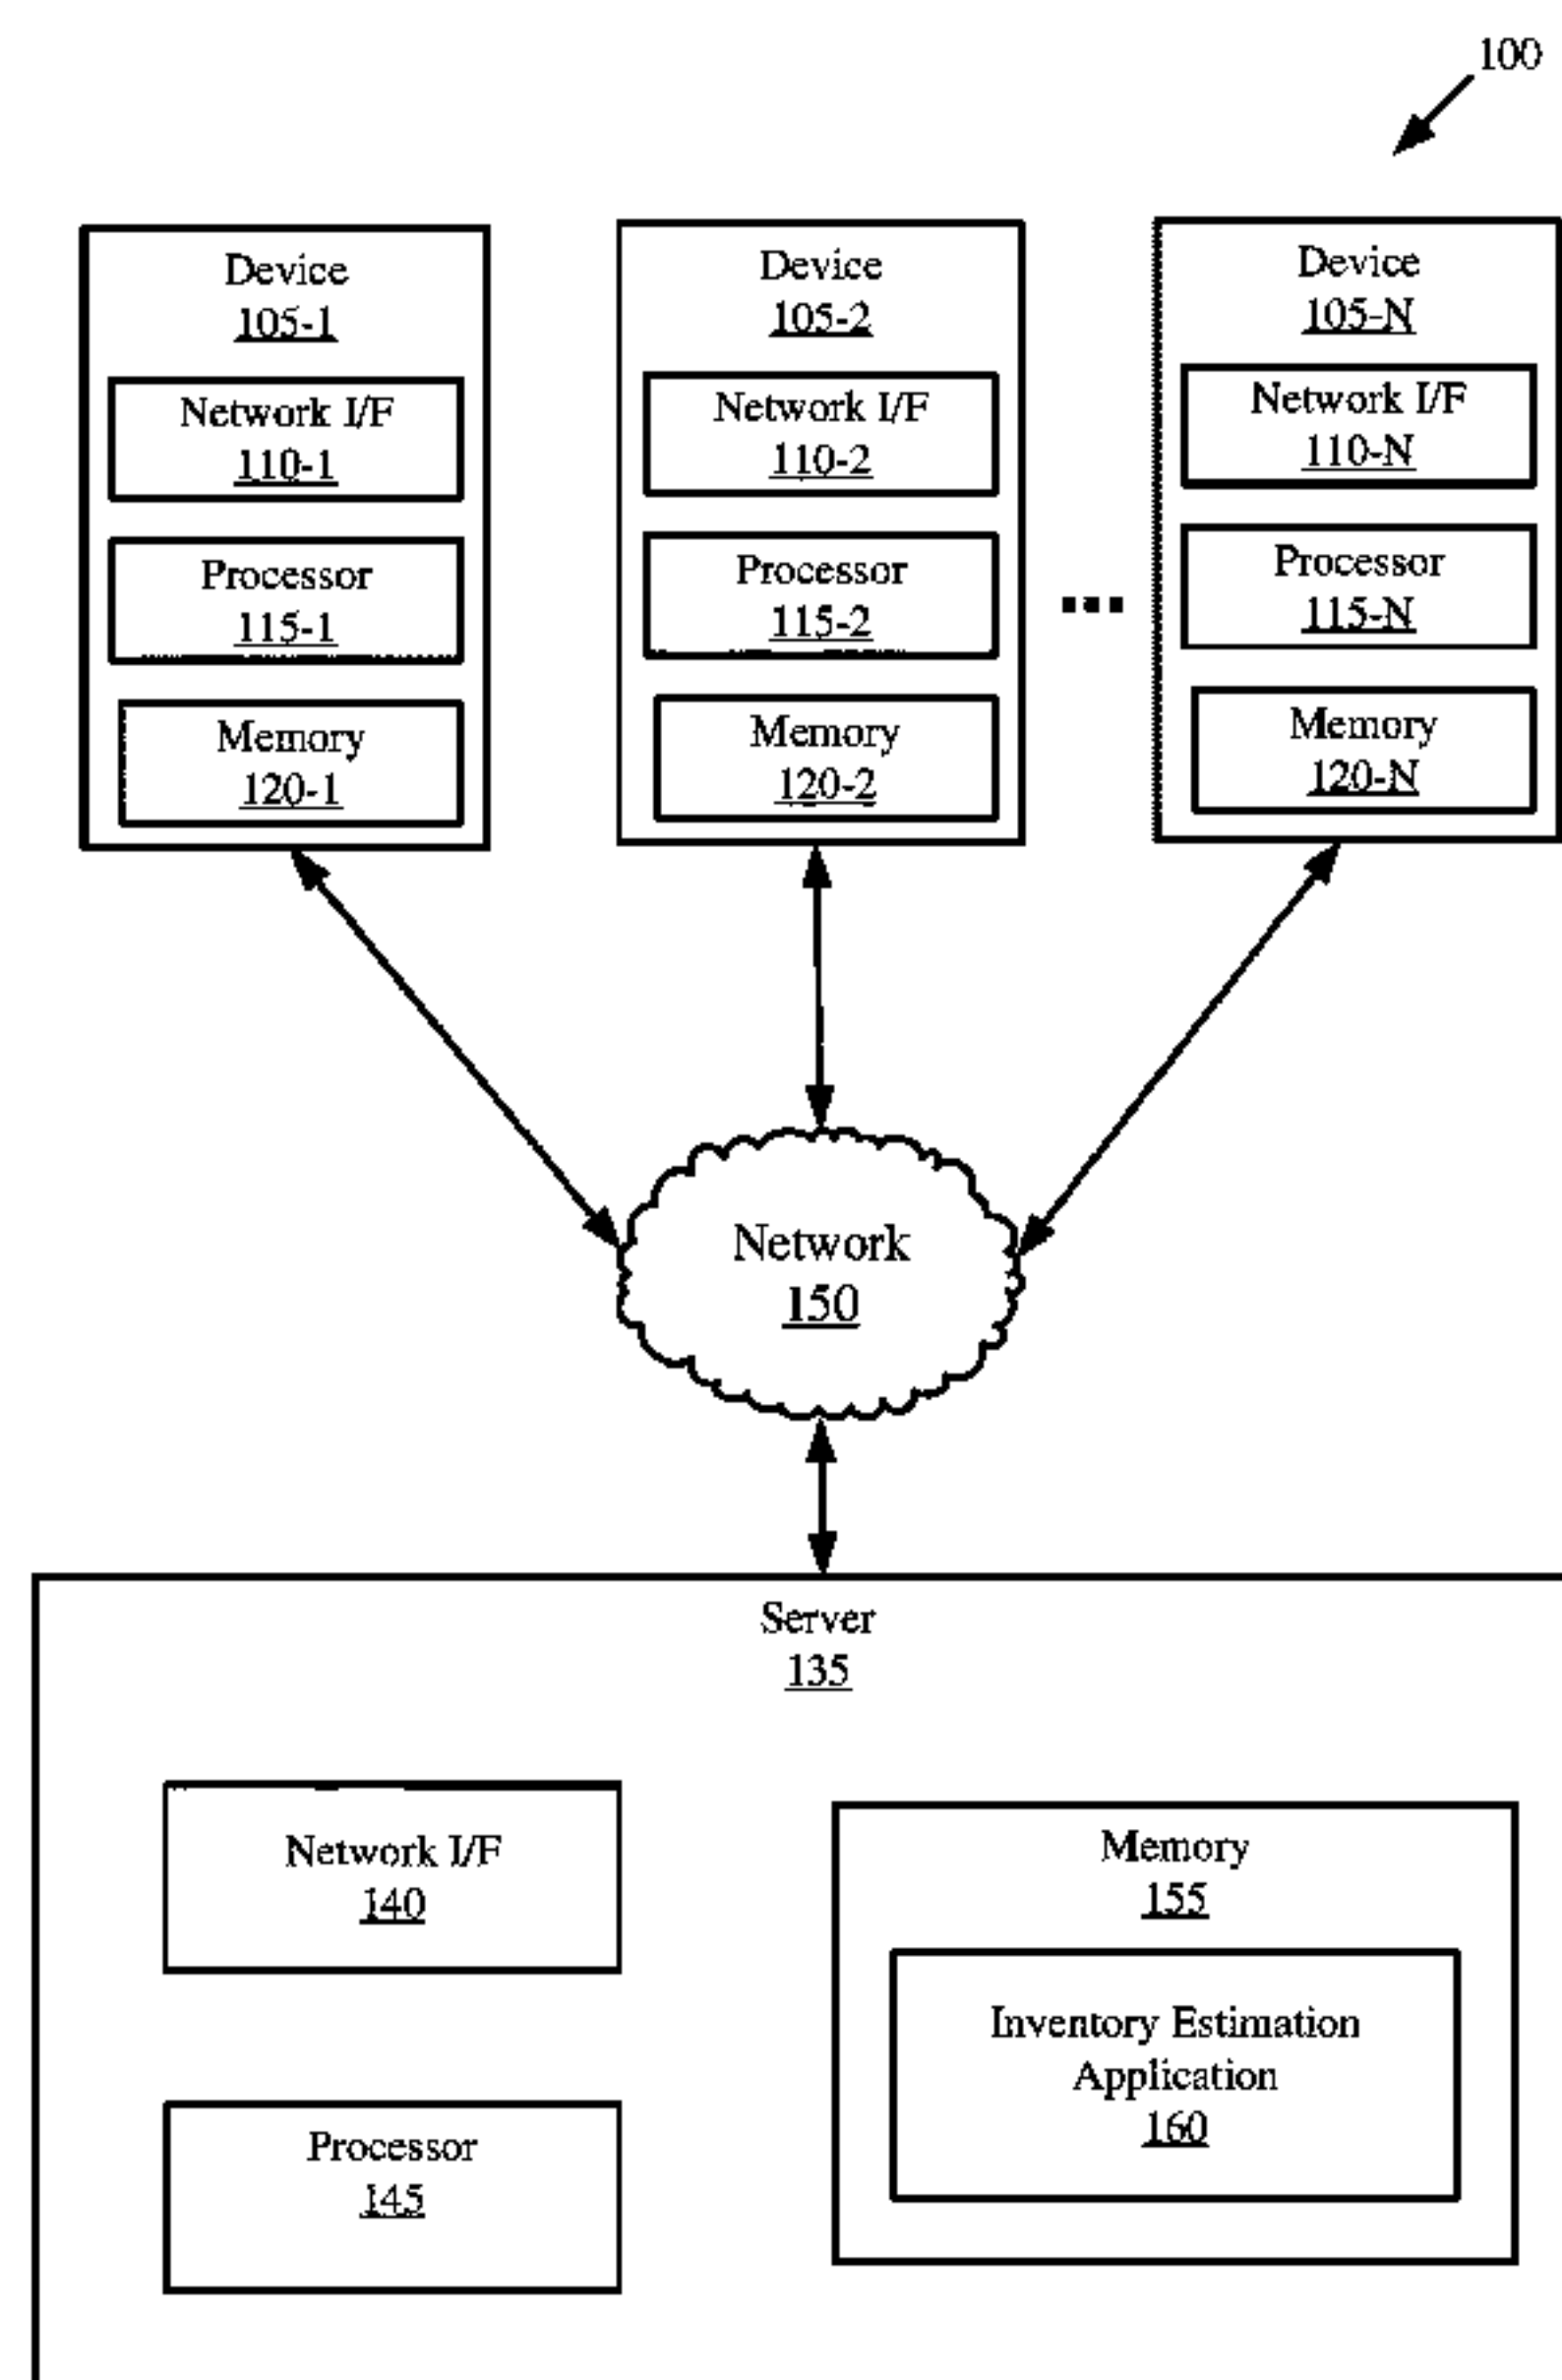 100
Device
105-1
Network I/F
110-1
Processor
115-1
Memory
120-1
Device
105-2
Network I/F
110-2
Processor
115-2
Memory
120-2
...
Device
105-N
Network I/F
110-N
Processor
115-N
Memory
120-N
Network
150
Server
135
Network I/F
140
Processor
145
Memory
155
Inventory Estimation
Application
160